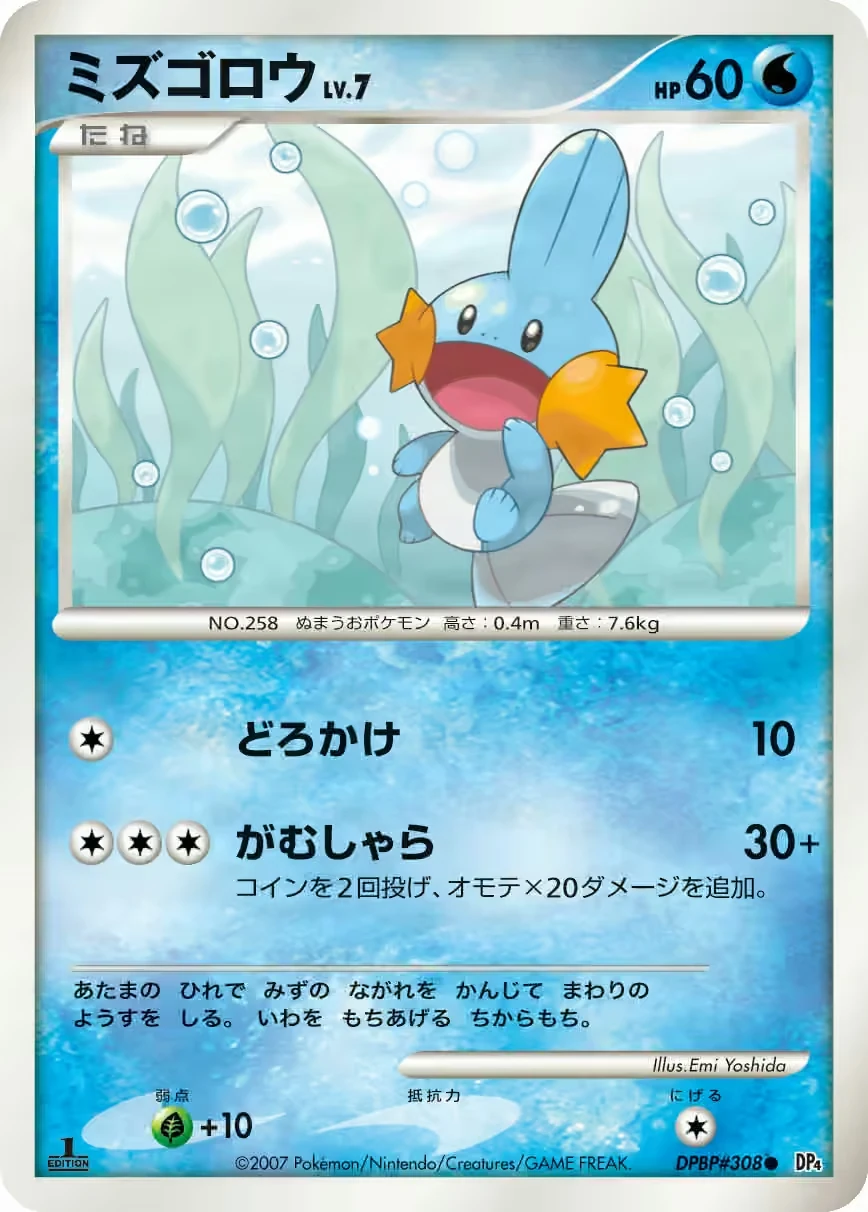 ミズゴロウ LV.7 HP 60
たね
NO.258 ぬまうおポケモン 高さ:0.4m 重さ:7.6kg
どろかけ 10
がむしゃら 30+
コインを2回投げ、オモテ×20ダメージを追加。
あたまの ひれで みずの ながれを かんじて まわりの
ようすを しる。 いわを もちあげる ちからもち。
Illus.Emi Yoshida
弱点 抵抗力 にげる
+10
1
EDITION
©2007 Pokémon/Nintendo/Creatures/GAME FREAK. DPBP#308 DP4